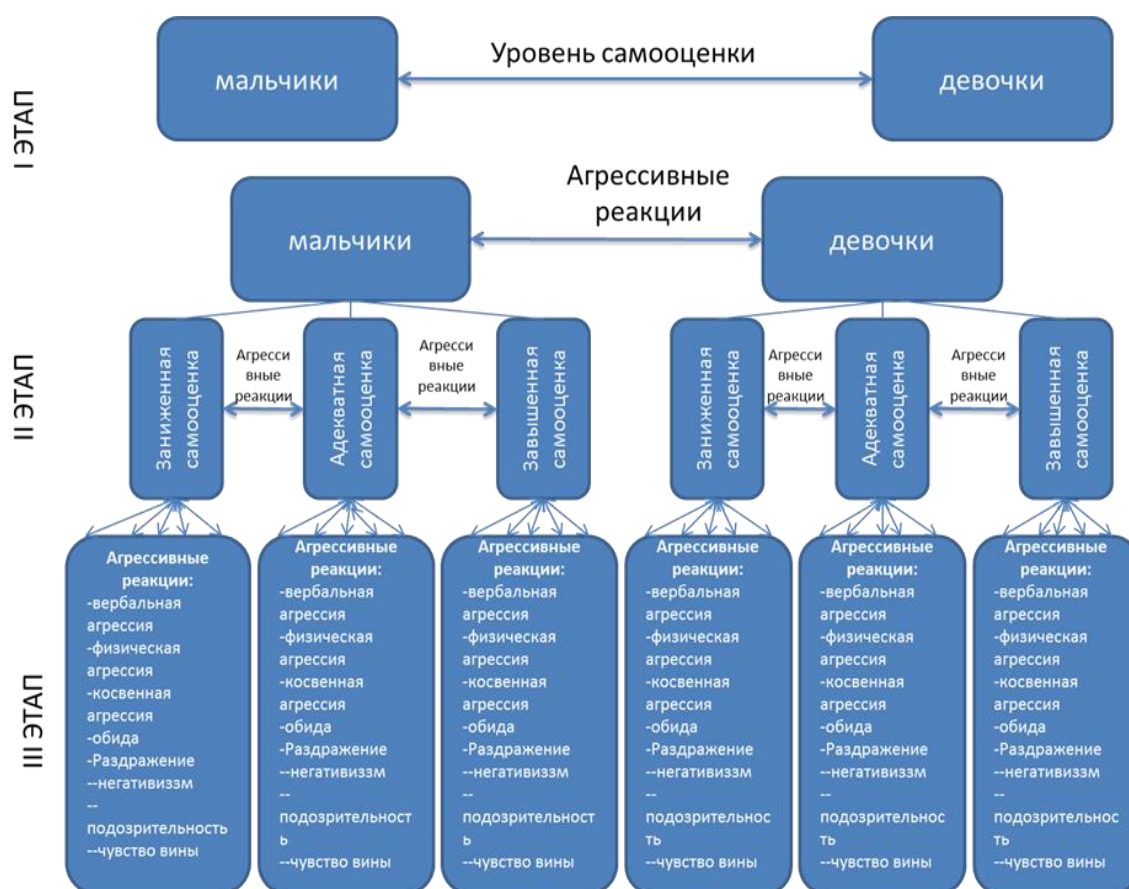 Уровень самооценки
мальчики
девочки
I ЭТАП
Агрессивные
реакции
мальчики
девочки
II ЭТАП
Заниженная
самооценка
Агресси
вные
реакции
Адекватная
самооценка
Агресси
вные
реакции
Завышенная
самооценка
Заниженная
самооценка
Агресси
вные
реакции
Адекватная
самооценка
Агресси
вные
реакции
Завышенная
самооценка
III ЭТАП
Агрессивные
реакции:
-вербальная
агрессия
-физическая
агрессия
-косвенная
агрессия
-обида
-Раздражение
--негативиззм
--
подозрительность
--чувство вины
Агрессивные
реакции:
-вербальная
агрессия
-физическая
агрессия
-косвенная
агрессия
-обида
-Раздражение
--негативиззм
--
подозрительност
ь
--чувство вины
Агрессивные
реакции:
-вербальная
агрессия
-физическая
агрессия
-косвенная
агрессия
-обида
-Раздражение
--негативиззм
--
подозрительност
ь
--чувство вины
Агрессивные
реакции:
-вербальная
агрессия
-физическая
агрессия
-косвенная
агрессия
-обида
-Раздражение
--негативиззм
--
подозрительнос
ть
--чувство вины
Агрессивные
реакции:
-вербальная
агрессия
-физическая
агрессия
-косвенная
агрессия
-обида
-Раздражение
--негативиззм
--
подозрительнос
ть
--чувство вины
Агрессивные
реакции:
-вербальная
агрессия
-физическая
агрессия
-косвенная
агрессия
-обида
-Раздражение
--негативиззм
--
подозрительнос
ть
--чувство вины